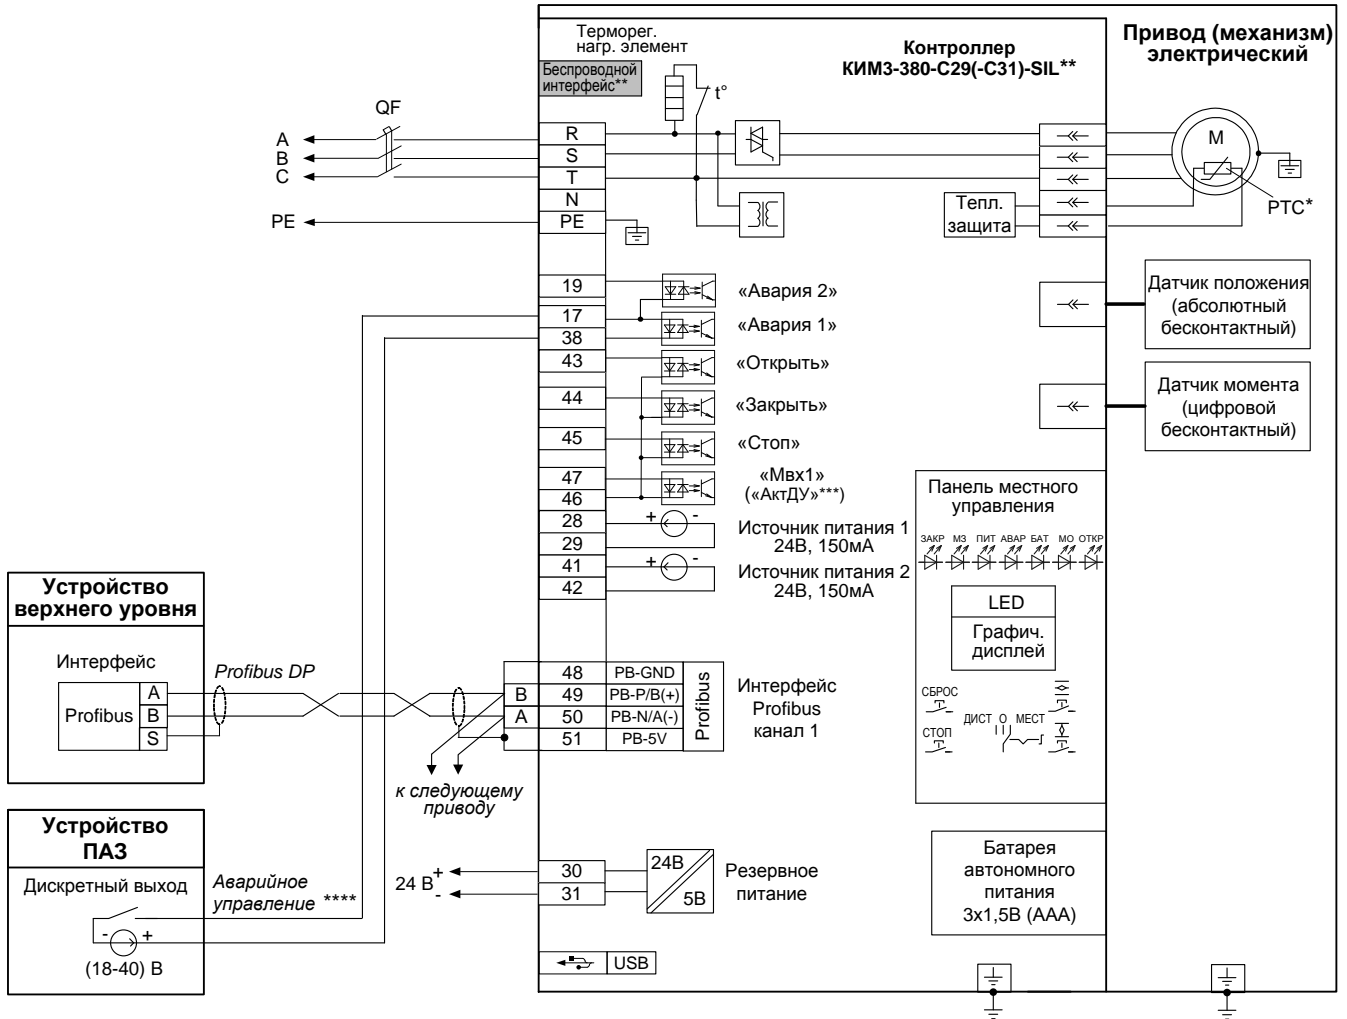 Терморег.
нагр. элемент
Беспроводной
интерфейс**
Контроллер
КИМ3-380-С29(-С31)-SIL**
Привод (механизм)
электрический
t°
QF
A
B
C
PE
R
S
T
N
PE
M
PTC*
Тепл.
защита
19
17
38
43
44
45
47
46
28
29
41
42
«Авария 2»
«Авария 1»
«Открыть»
«Закрыть»
«Стоп»
«Мвх1»
(«АктДУ»***)
+ -
Источник питания 1
24В, 150мА
+ -
Источник питания 2
24В, 150мА
Датчик положения
(абсолютный
бесконтактный)
Датчик момента
(цифровой
бесконтактный)
Панель местного
управления
ЗАКР МЗ ПИТ АВАР БАТ МО ОТКР
LED
Графич.
дисплей
СБРОС
СТОП
ДИСТ О МЕСТ
Устройство
верхнего уровня
Интерфейс
Profibus
A
B
S
Profibus DP
B
A
48 PB-GND
49 PB-P/B(+)
50 PB-N/A(-)
51 PB-5V
Profibus
Интерфейс
Profibus
канал 1
к следующему
приводу
Устройство
ПАЗ
Дискретный выход
- +
(18-40) В
Аварийное
управление ****
24 В
+
-
30
31
24В
5В
Резервное
питание
Батарея
автономного
питания
3х1,5В (ААА)
USB